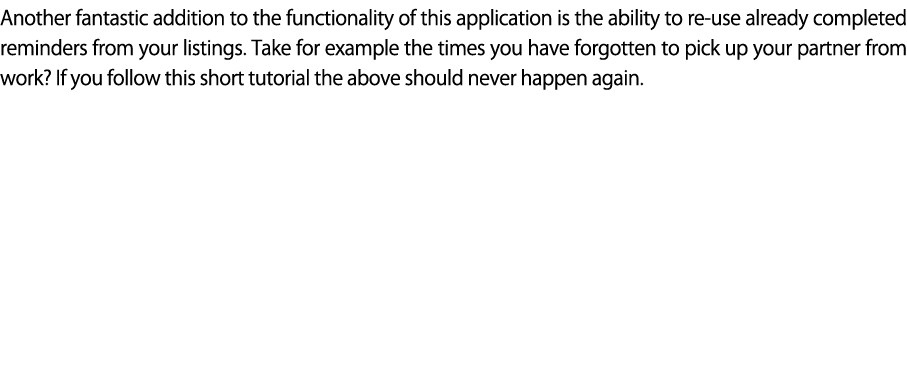 Another fantastic addition to the functionality of this application is the ability to re-use already completed
reminders from your listings. Take for example the times you have forgotten to pick up your partner from
work? If you follow this short tutorial the above should never happen again.